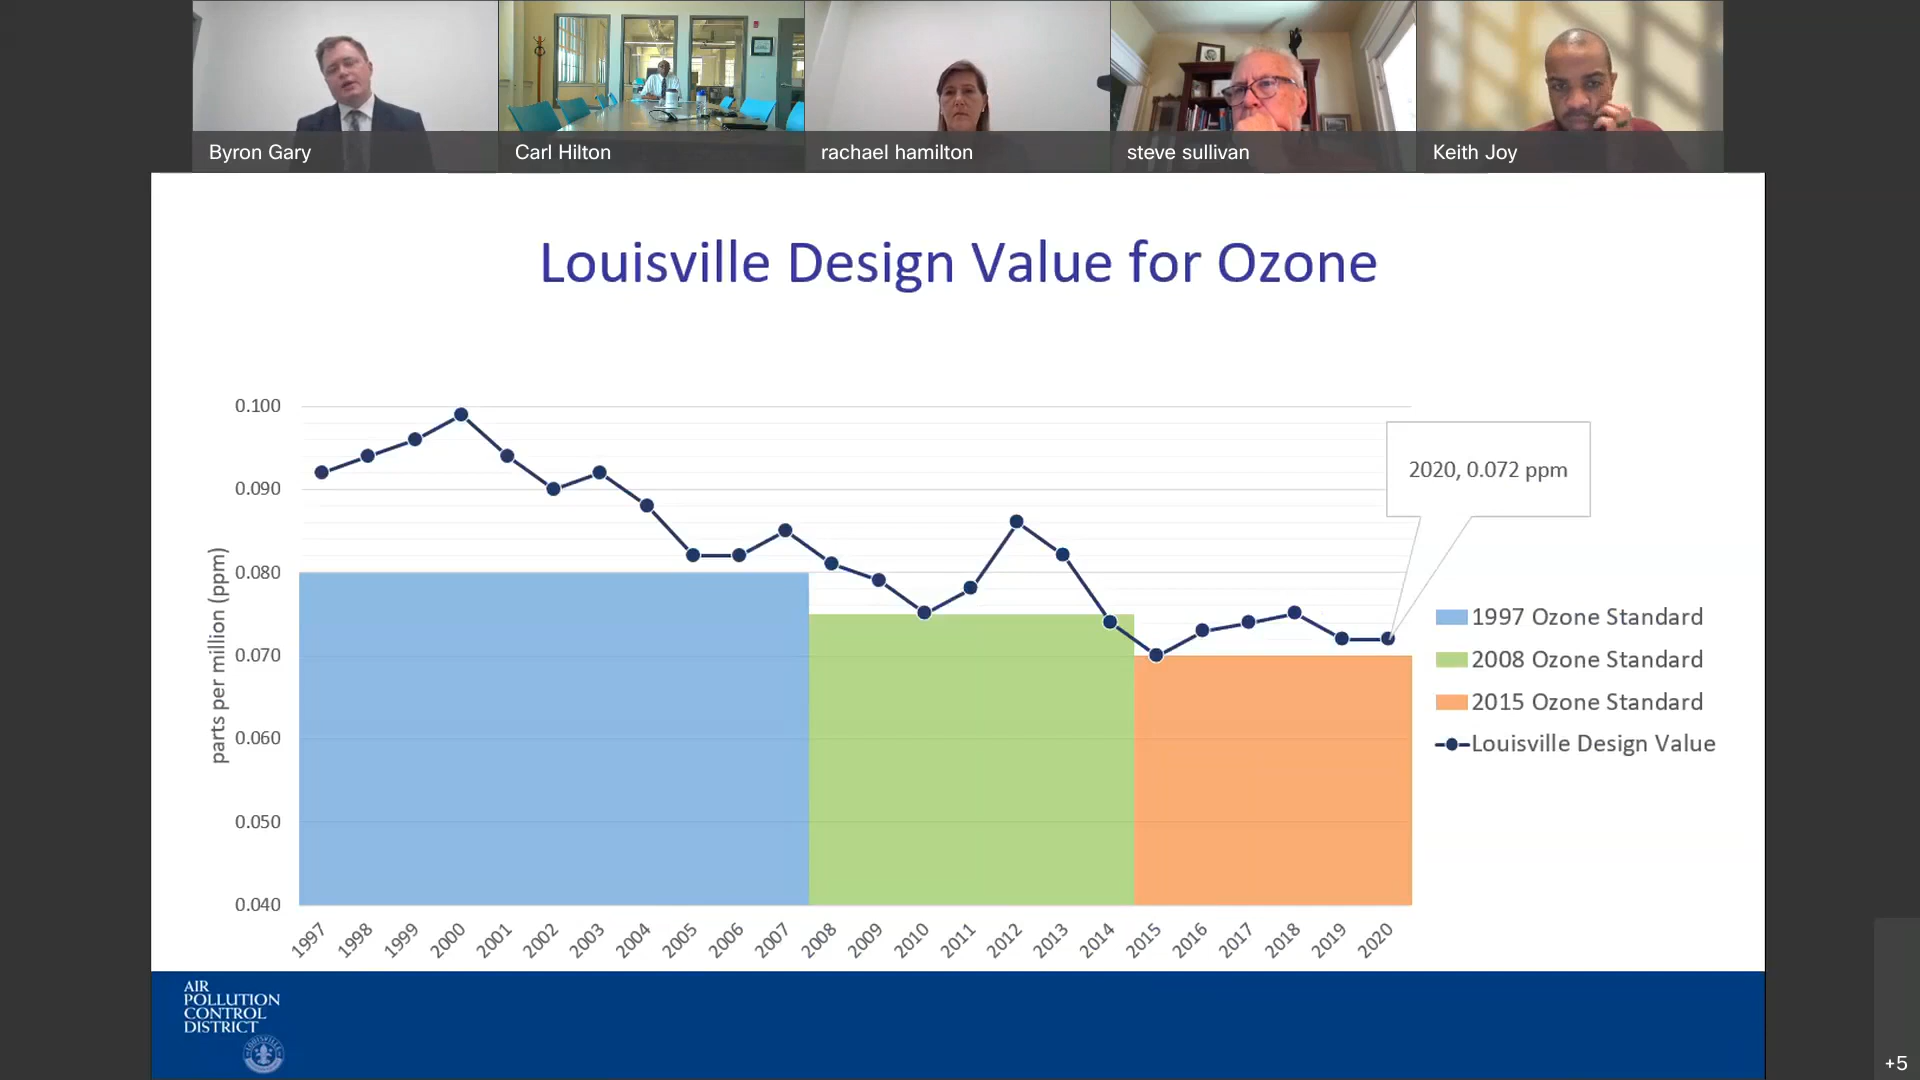 Byron Gary
Carl Hilton
rachael hamilton
steve sullivan
Keith Joy
Louisville Design Value for Ozone
0.100
0.090
0.080
0.070
0.060
0.050
0.040
parts per million (ppm)
2020, 0.072 ppm
1997 Ozone Standard
2008 Ozone Standard
2015 Ozone Standard
Louisville Design Value
1997 1998 1999 2000 2001 2002 2003 2004 2005 2006 2007 2008 2009 2010 2011 2012 2013 2014 2015 2016 2017 2018 2019 2020
AIR
POLLUTION
CONTROL
DISTRICT
LOUISVILLE
+5